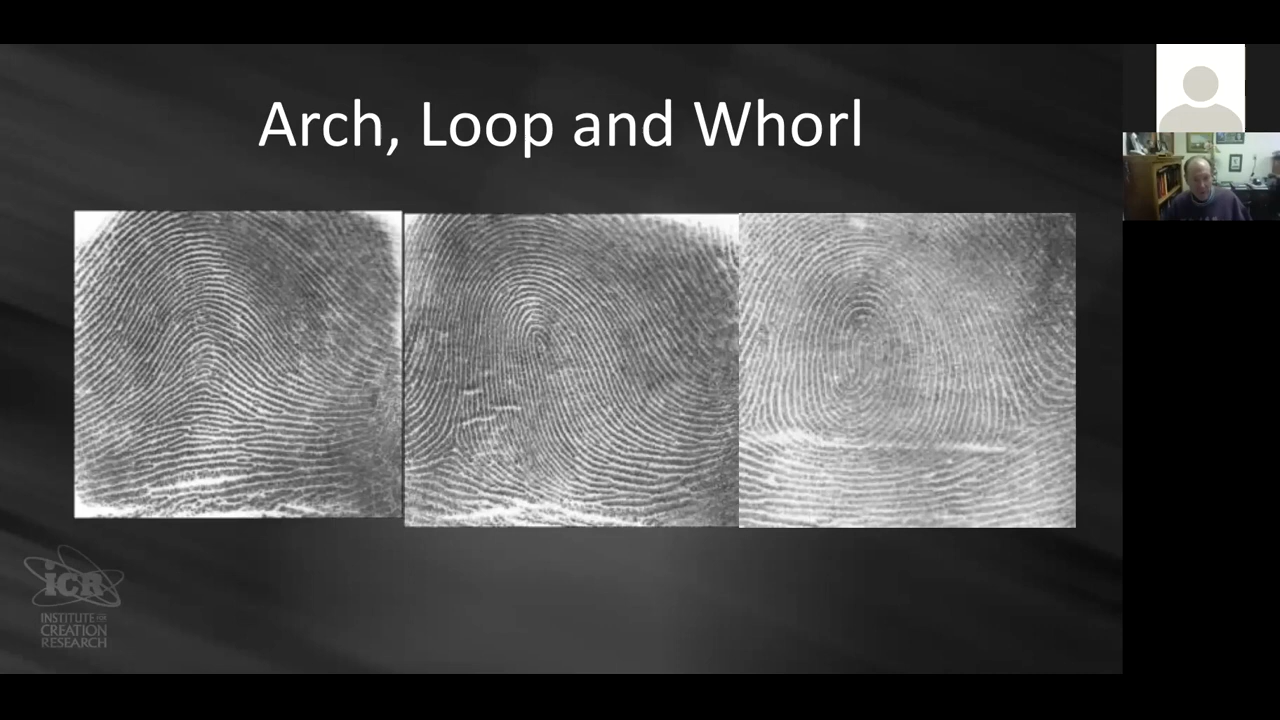 Arch, Loop and Whorl
iCR
INSTITUTE FOR
CREATION
RESEARCH